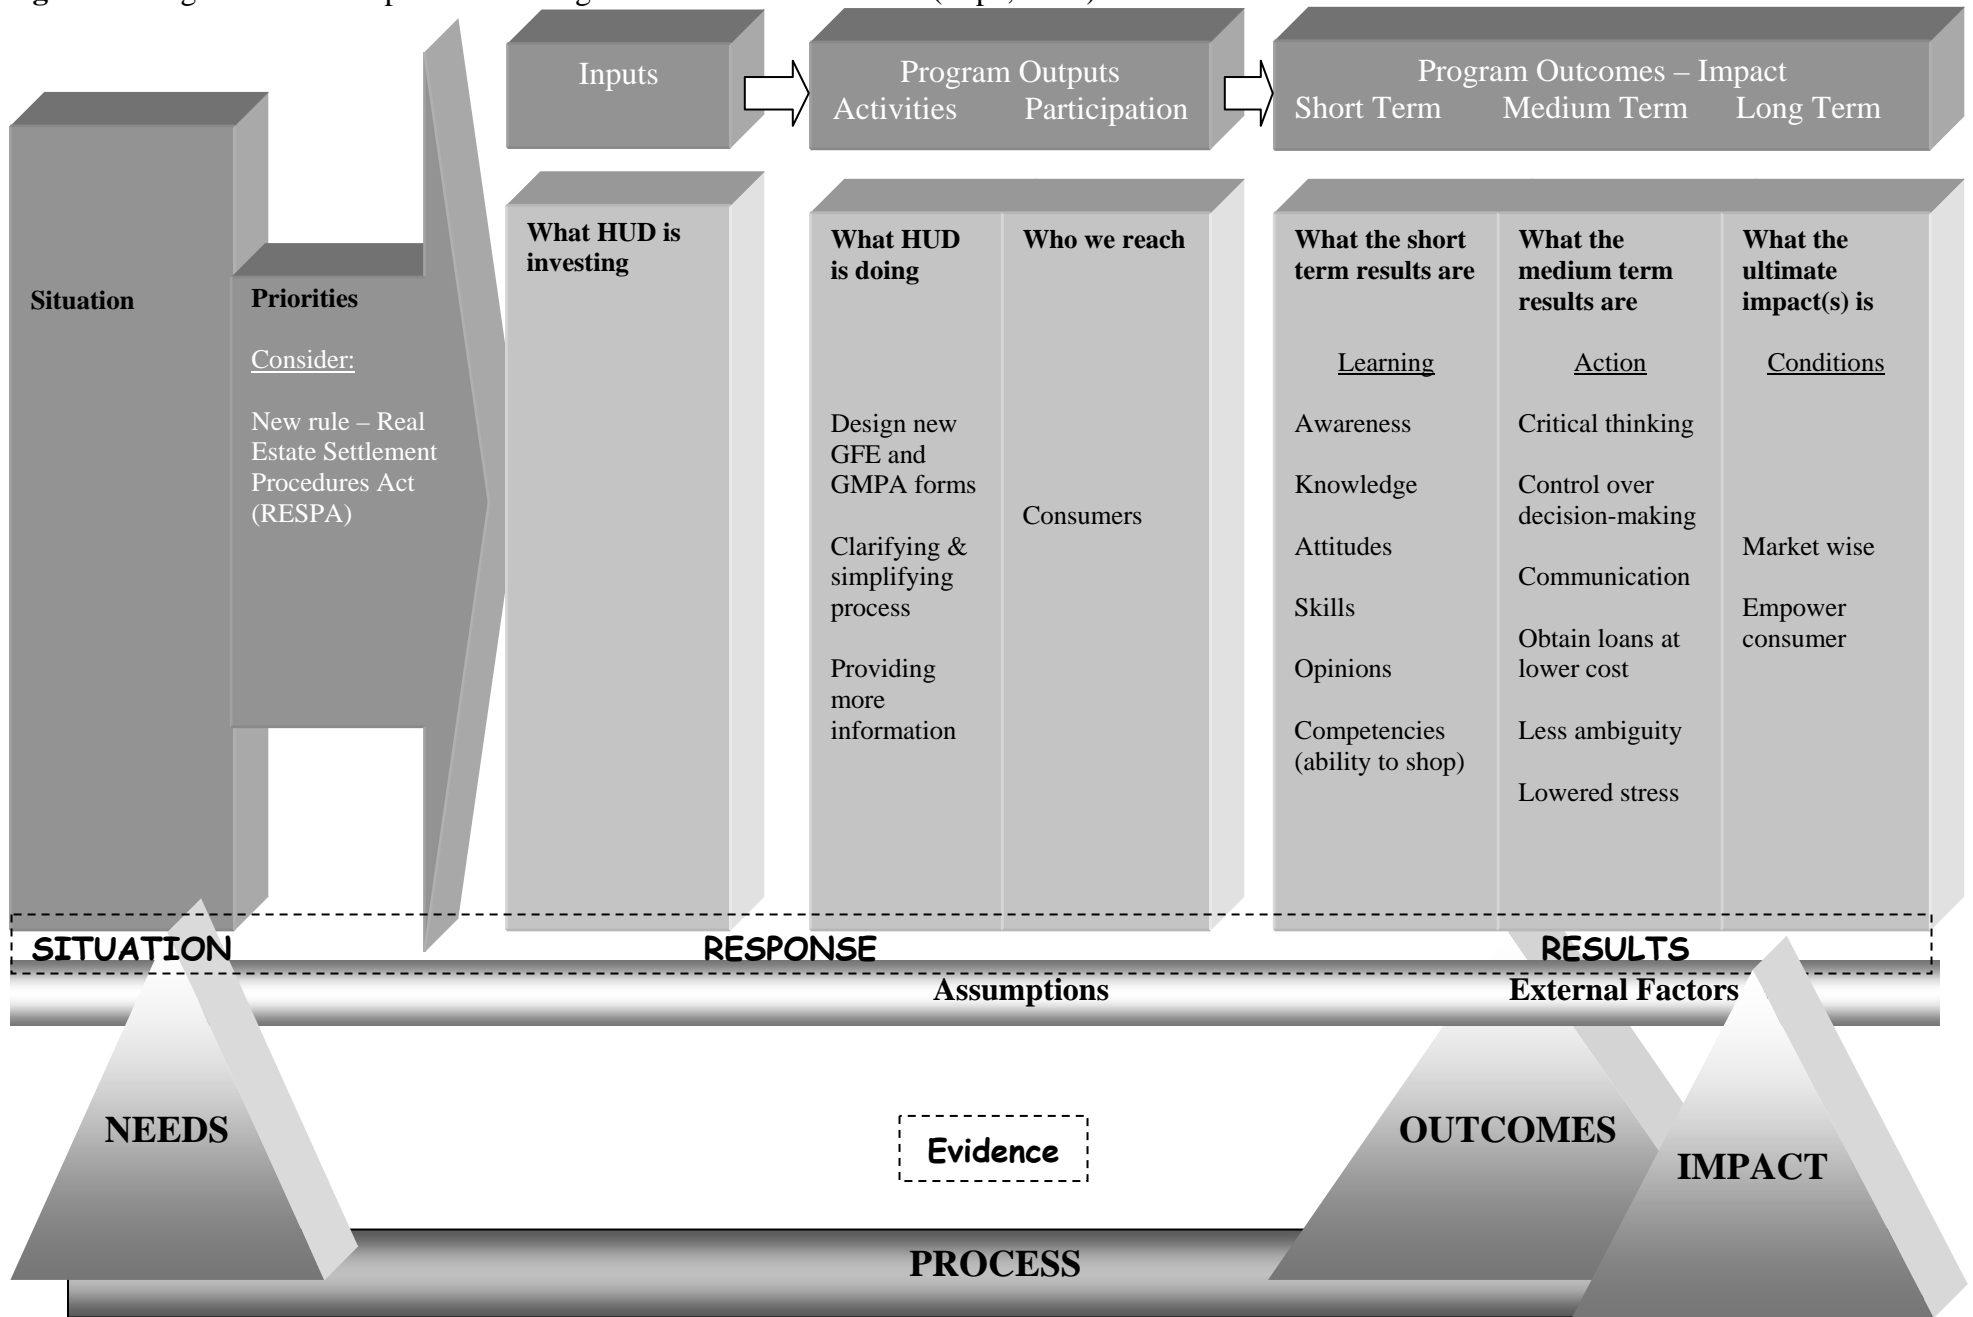 Inputs
Program Outputs
Activities Participation
Program Outcomes – Impact
Short Term Medium Term Long Term
Situation
Priorities
Consider:
New rule – Real
Estate Settlement
Procedures Act
(RESPA)
What HUD is
investing
What HUD
is doing
Design new
GFE and
GMPA forms
Clarifying &
simplifying
process
Providing
more
information
Who we reach
Consumers
What the short
term results are
Learning
Awareness
Knowledge
Attitudes
Skills
Opinions
Competencies
(ability to shop)
What the
medium term
results are
Action
Critical thinking
Control over
decision-making
Communication
Obtain loans at
lower cost
Less ambiguity
Lowered stress
What the
ultimate
impact(s) is
Conditions
Market wise
Empower
consumer
SITUATION RESPONSE RESULTS
Assumptions External Factors
NEEDS
Evidence
OUTCOMES
IMPACT
PROCESS